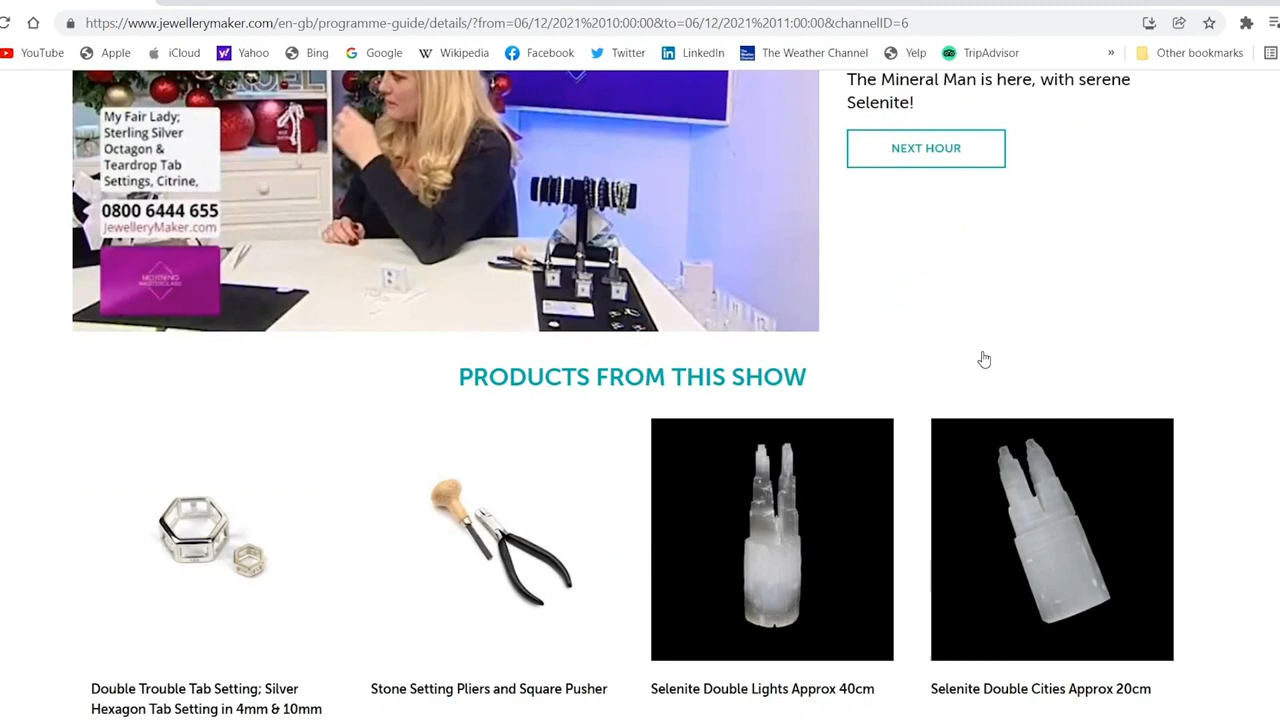 https://www.jewellerymaker.com/en-gb/programme-guide/details/?from=06/12/2021%2010:00:00&to=06/12/2021%2011:00:00&channelID=6
YouTube Apple iCloud Yahoo Bing Google Wikipedia Facebook Twitter LinkedIn The Weather Channel Yelp TripAdvisor » Other bookmarks
The Mineral Man is here, with serene
Selenite!
NEXT HOUR
My Fair Lady;
Sterling Silver
Octagon &
Teardrop Tab
Settings, Citrine,
0800 6444 655
JewelleryMaker.com
MORNING
MASTERCLASS
PRODUCTS FROM THIS SHOW
Double Trouble Tab Setting; Silver
Hexagon Tab Setting in 4mm & 10mm
Stone Setting Pliers and Square Pusher
Selenite Double Lights Approx 40cm
Selenite Double Cities Approx 20cm